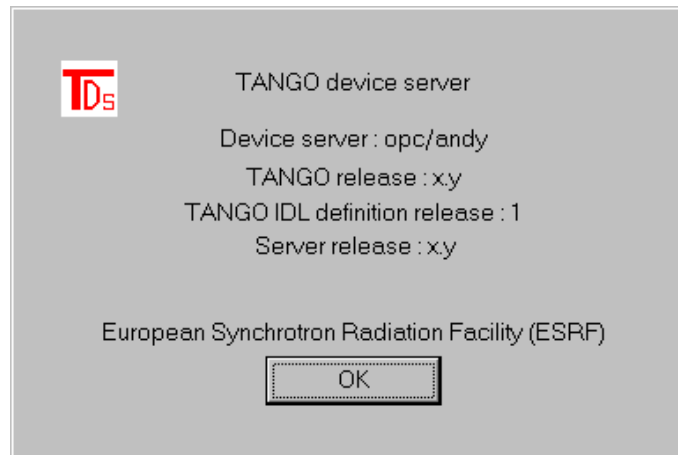 TDs
TANGO device server
Device server : opc/andy
TANGO release : x.y
TANGO IDL definition release : 1
Server release : x.y
European Synchrotron Radiation Facility (ESRF)
OK